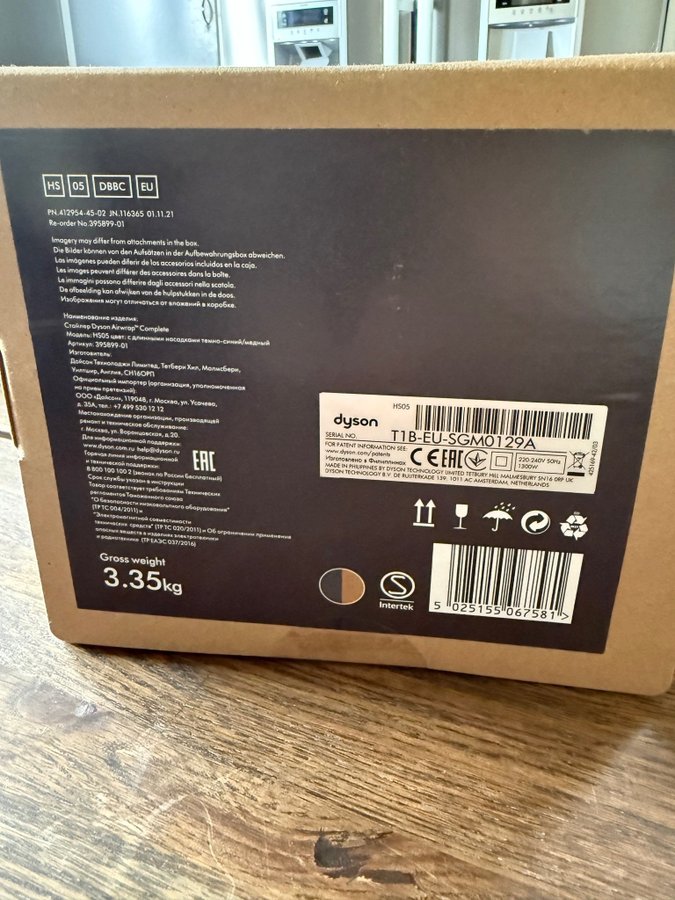 HS 05 DBBC EU
PN.412954-45-02 JN.116365 01.11.21
Re-order No.395899-01
Imagery may differ from attachments in the box.
Die Bilder können von den Aufsätzen in der Aufbewahrungsbox abweichen.
Las imágenes pueden diferir de los accesorios incluidos en la caja.
Les images peuvent différer des accessoires dans la boîte.
Le immagini possono differire dagli accessori nella scatola.
De afbeelding kan afwijken van de hulpstukken in de doos.
Изображения могут отличаться от вложений в коробке.
Наименование изделия:
Стайлер Dyson Airwrap™ Complete
Модель: HS05 цвет: с длинными насадками темно-синий/медный
Артикул: 395899-01
Изготовитель:
Дайсон Технолоджи Лимитед, Тетбери Хил, Малмсбери,
Уилтшир, Англия, СН16ОРП
Официальный импортер (организация, уполномоченная
на прием претензий):
ООО «Дайсон», 119048, г. Москва, ул. Усачева,
д. 35А, тел.: +7 499 530 12 12
Местонахождение организации, производящей
ремонт и техническое обслуживание:
г. Москва, ул. Воронцовская, д.20.
Для информационной поддержки:
www.dyson.com.ru help@dyson.ru
Горячая линия информационной
и технической поддержки:
8 800 100 100 2 (звонок по России бесплатный)
Срок службы указан в инструкции
Товар соответствует требованиям Технических
регламентов Таможенного союза
"О безопасности низковольтного оборудования"
(ТР ТС 004/2011) и
"Электромагнитной совместимости
технических средств" (ТР ТС 020/2011) и Об ограничении применения
опасных веществ в изделиях электротехники
и радиотехники (ТР ЕАЭС 037/2016)
EAC
Gross weight
3.35kg
dyson
HS05
SERIAL NO. T1B-EU-SGM0129A
FOR PATENT INFORMATION SEE:
www.dyson.com/patents
Изготовлено в Филиппинах
CE EAC
220-240V 50Hz
1300W
MADE IN PHILIPPINES BY DYSON TECHNOLOGY LIMITED TETBURY HILL MALMESBURY SN16 0RP UK
DYSON TECHNOLOGY B.V. DE RUIJTERKADE 139, 1011 AC AMSTERDAM, NETHERLANDS
435169-42/03
S
Intertek
5 025155 067581 >